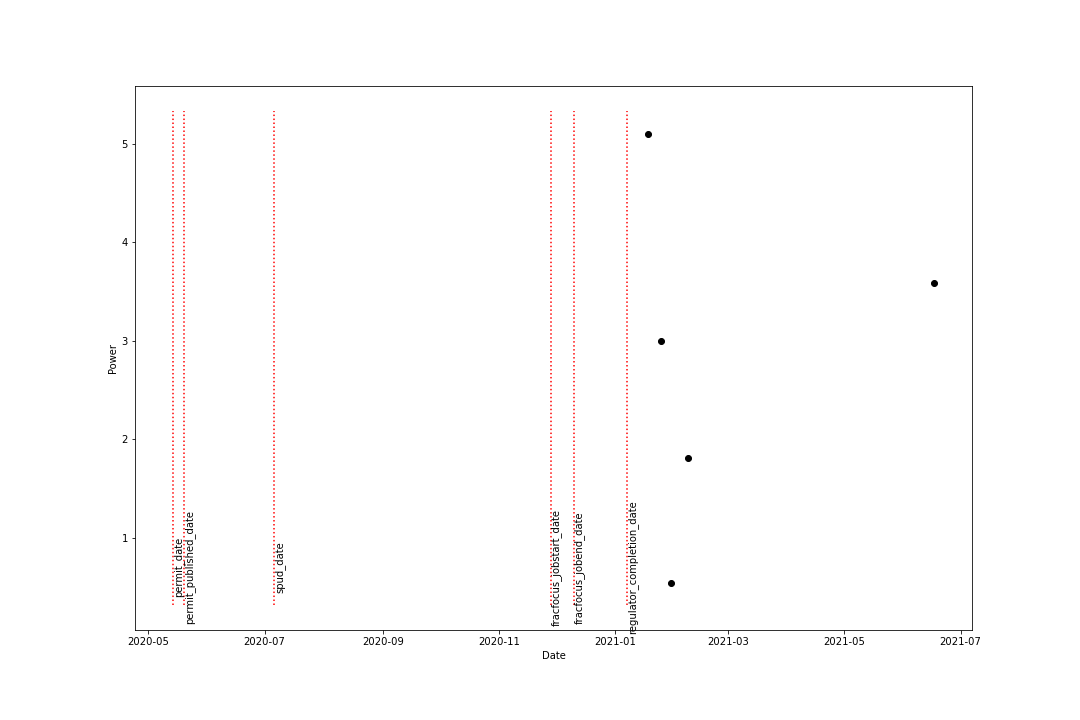 5
4
3
2
1
Power
permit_date
permit_published_date
spud_date
fracfocus_jobstart_date
fracfocus_jobend_date
regulator_completion_date
2020-05 2020-07 2020-09 2020-11 2021-01 2021-03 2021-05 2021-07
Date